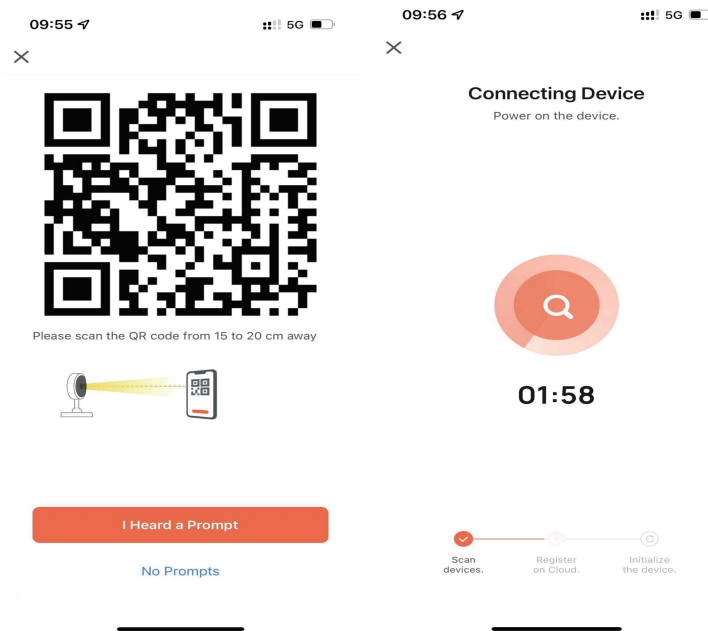 09:55
5G
Please scan the QR code from 15 to 20 cm away
I Heard a Prompt
No Prompts
09:56
5G
Connecting Device
Power on the device.
01:58
Scan
devices.
Register
on Cloud.
Initialize
the device.